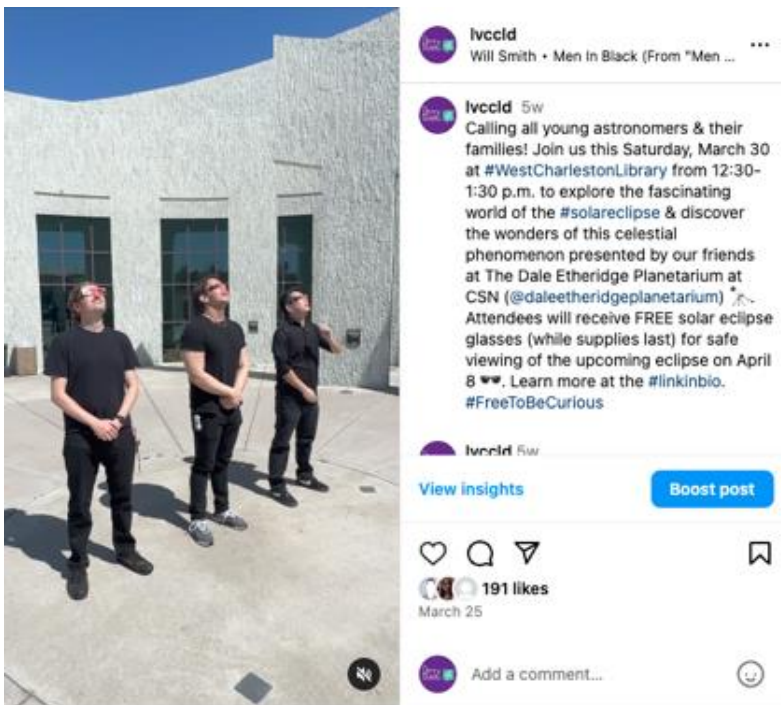 lvccld
Will Smith • Men In Black (From "Men ...
lvccld 5w
Calling all young astronomers & their
families! Join us this Saturday, March 30
at #WestCharlestonLibrary from 12:30-
1:30 p.m. to explore the fascinating
world of the #solareclipse & discover
the wonders of this celestial
phenomenon presented by our friends
at The Dale Etheridge Planetarium at
CSN (@daleetheridgeplanetarium) 🔭.
Attendees will receive FREE solar eclipse
glasses (while supplies last) for safe
viewing of the upcoming eclipse on April
8 🕶️. Learn more at the #linkinbio.
#FreeToBeCurious
lvccld 5w
View insights
Boost post
191 likes
March 25
Add a comment...